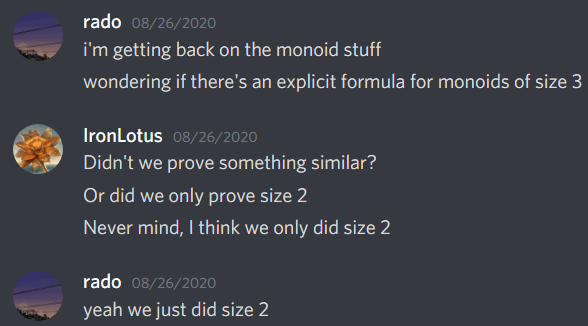 rado 08/26/2020
i'm getting back on the monoid stuff
wondering if there's an explicit formula for monoids of size 3
IronLotus 08/26/2020
Didn't we prove something similar?
Or did we only prove size 2
Never mind, I think we only did size 2
rado 08/26/2020
yeah we just did size 2